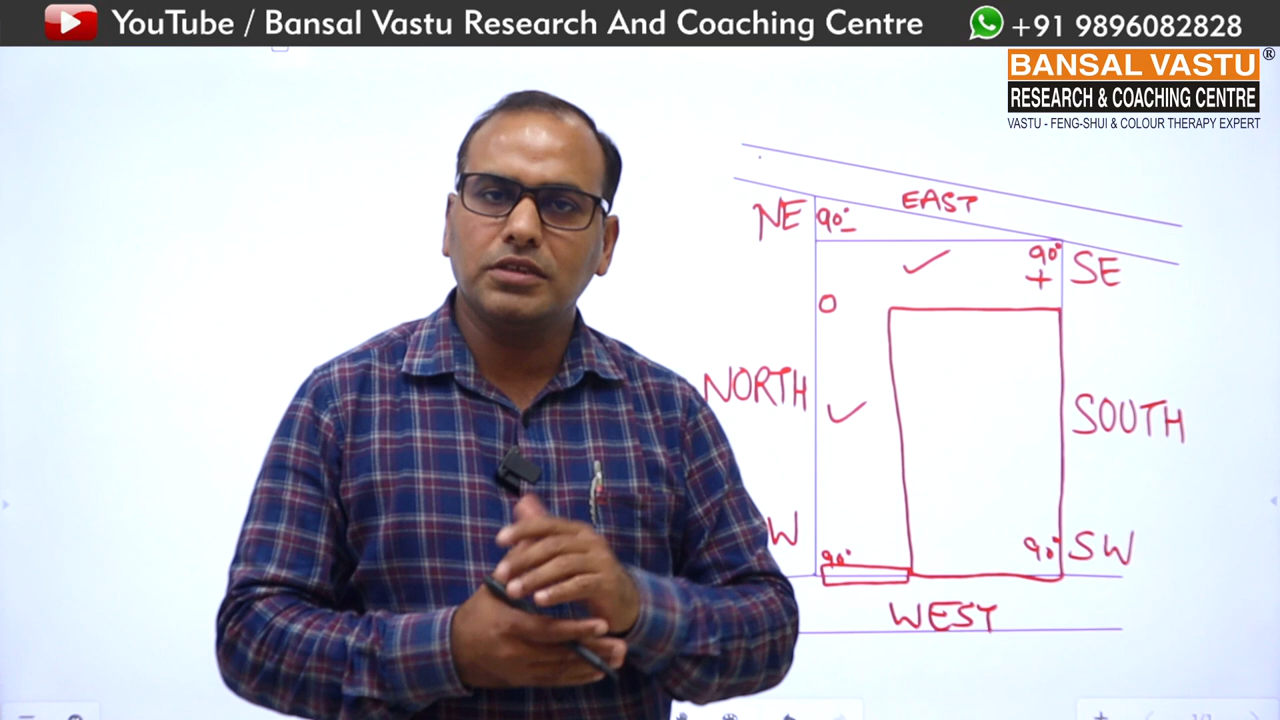 YouTube / Bansal Vastu Research And Coaching Centre
+91 9896082828
BANSAL VASTU®
RESEARCH & COACHING CENTRE
VASTU - FENG-SHUI & COLOUR THERAPY EXPERT
EAST
NE 90°-
90° SE
+
O
NORTH
SOUTH
W 90°
90° SW
WEST